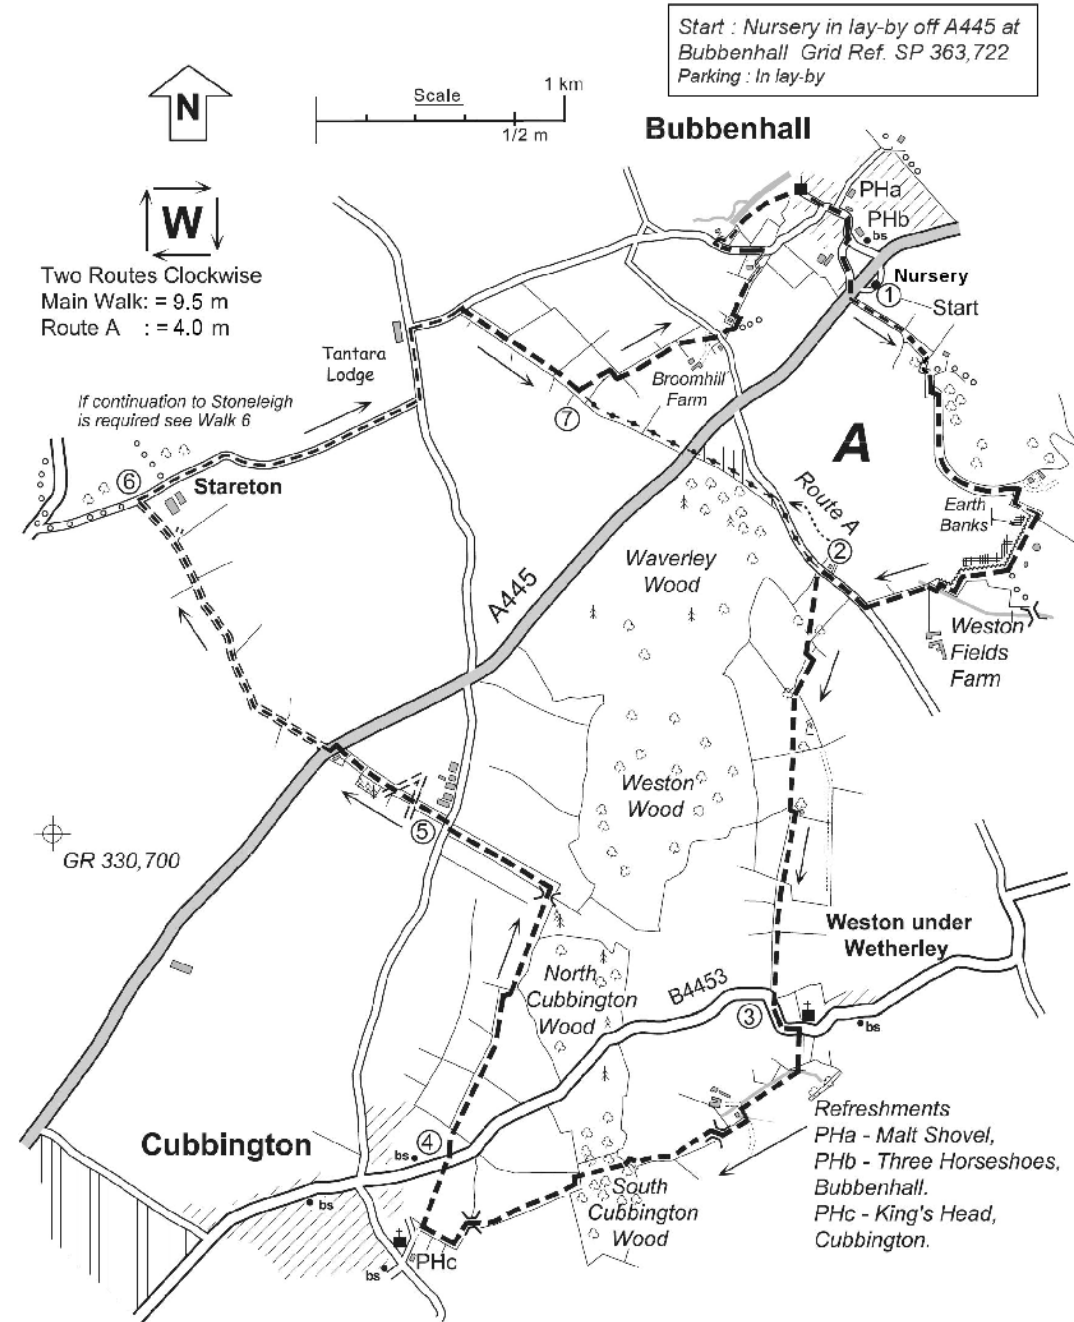 Start : Nursery in lay-by off A445 at
Bubbenhall Grid Ref. SP 363,722
Parking : In lay-by
N
Scale
1 km
1/2 m
Bubbenhall
W
Two Routes Clockwise
Main Walk: = 9.5 m
Route A : = 4.0 m
PHa
PHb
bs
Nursery
1
Start
Tantara
Lodge
If continuation to Stoneleigh
is required see Walk 6
Broomhill
Farm
7
A
6
Stareton
Route A
Earth
Banks
2
Waverley
Wood
A445
Weston
Fields
Farm
Weston
Wood
5
GR 330,700
Weston under
Wetherley
North
Cubbington
Wood
B4453
3
bs
Cubbington
4
bs
bs
South
Cubbington
Wood
PHc
bs
Refreshments
PHa - Malt Shovel,
PHb - Three Horseshoes,
Bubbenhall.
PHc - King's Head,
Cubbington.